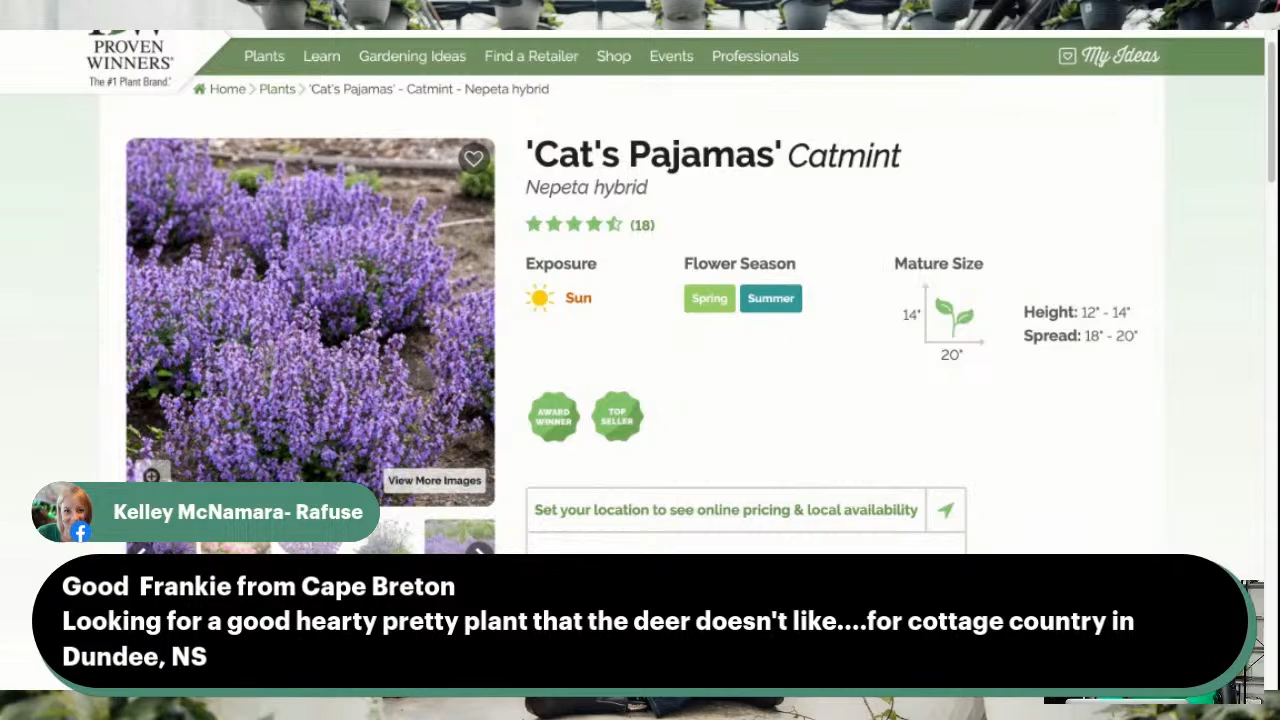 PROVEN
WINNERS®
The #1 Plant Brand.®
Plants Learn Gardening Ideas Find a Retailer Shop Events Professionals My Ideas
Home > Plants > 'Cat's Pajamas' - Catmint - Nepeta hybrid
'Cat's Pajamas' Catmint
Nepeta hybrid
(18)
Exposure Flower Season Mature Size
Sun Spring Summer
14"
20"
Height: 12" - 14"
Spread: 18" - 20"
AWARD WINNER TOP SELLER
View More Images
Set your location to see online pricing & local availability
Kelley McNamara- Rafuse
Good Frankie from Cape Breton
Looking for a good hearty pretty plant that the deer doesn't like....for cottage country in
Dundee, NS